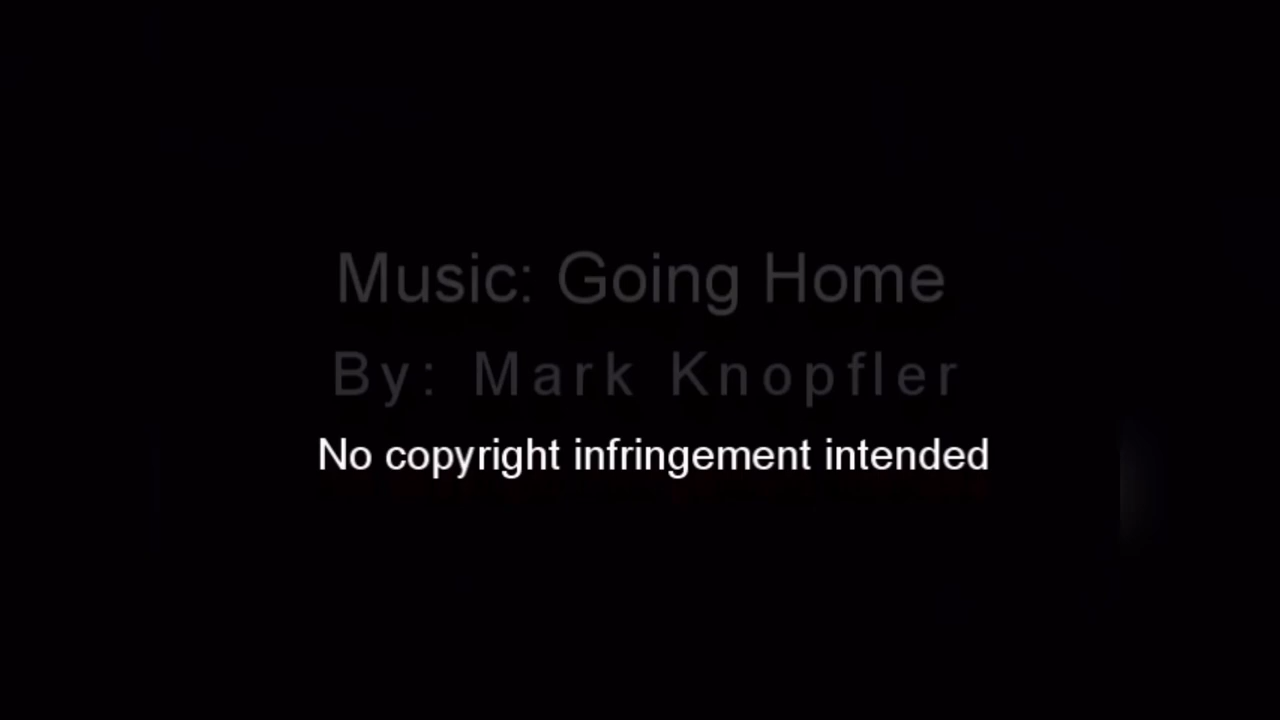 Music: Going Home
By: Mark Knopfler
No copyright infringement intended